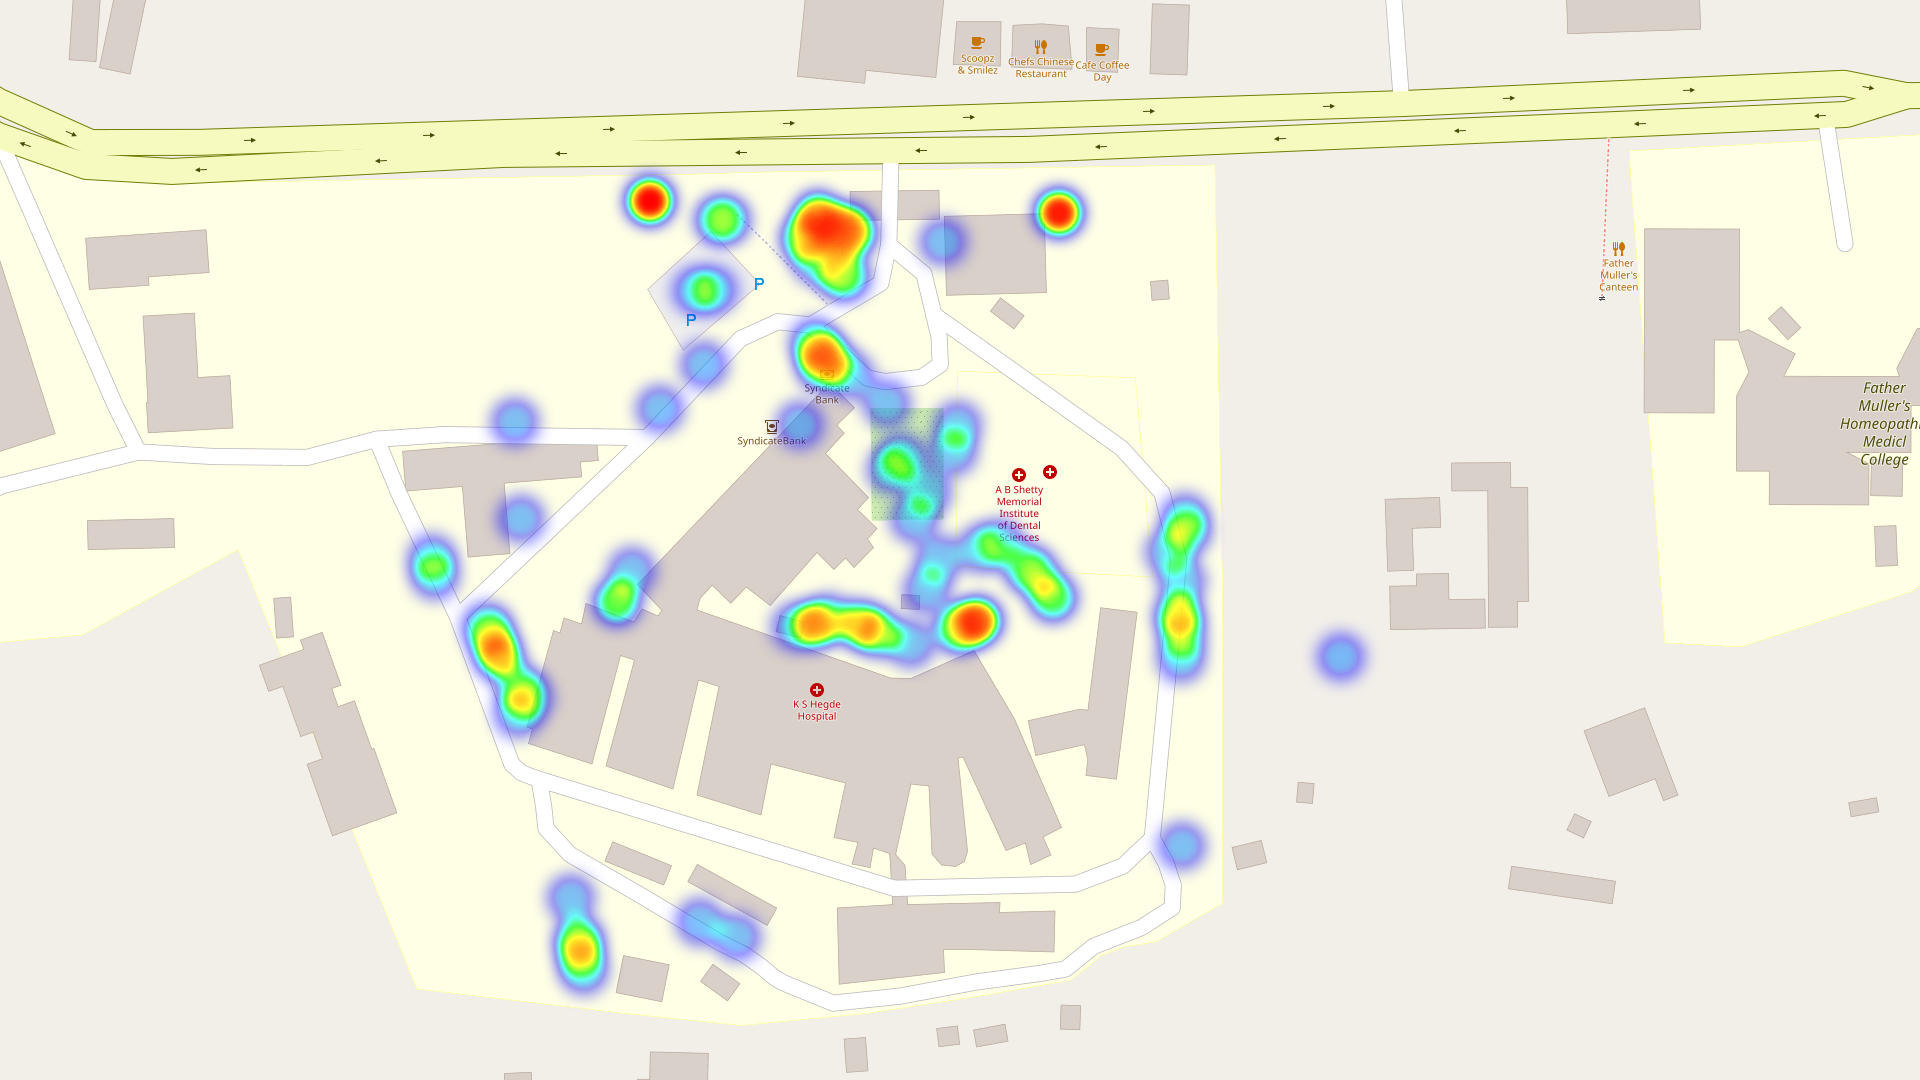 Scoopz
& Smilez
Chefs Chinese
Restaurant
Cafe Coffee
Day
Father
Muller's
Canteen
P
P
Syndicate
Bank
SyndicateBank
Father
Muller's
Homeopathi
Medicl
College
A B Shetty
Memorial
Institute
of Dental
Sciences
K S Hegde
Hospital